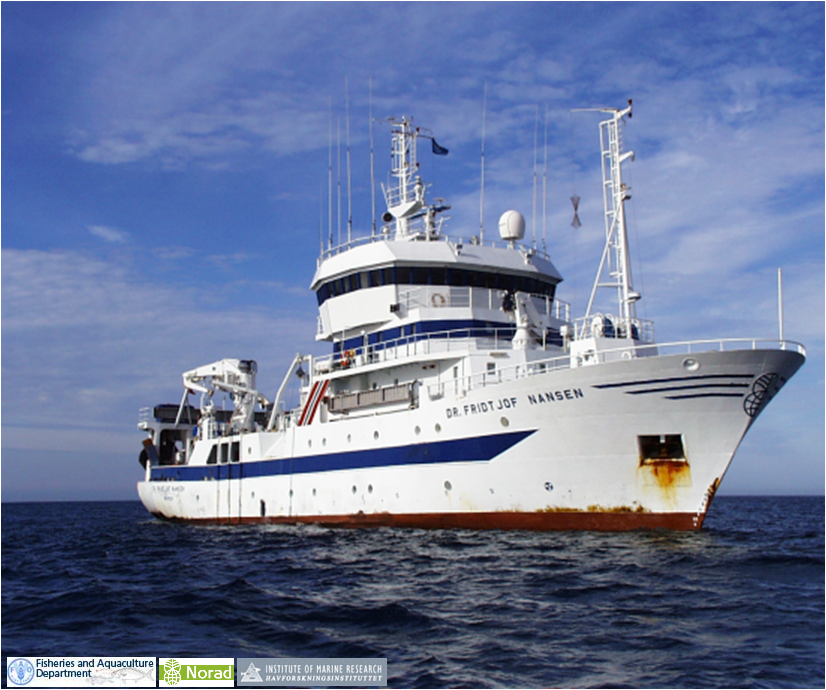 DR. FRIDTJOF NANSEN
Fisheries and Aquaculture
Department
Norad
INSTITUTE OF MARINE RESEARCH
HAVFORSKNINGSINSTITUTTET